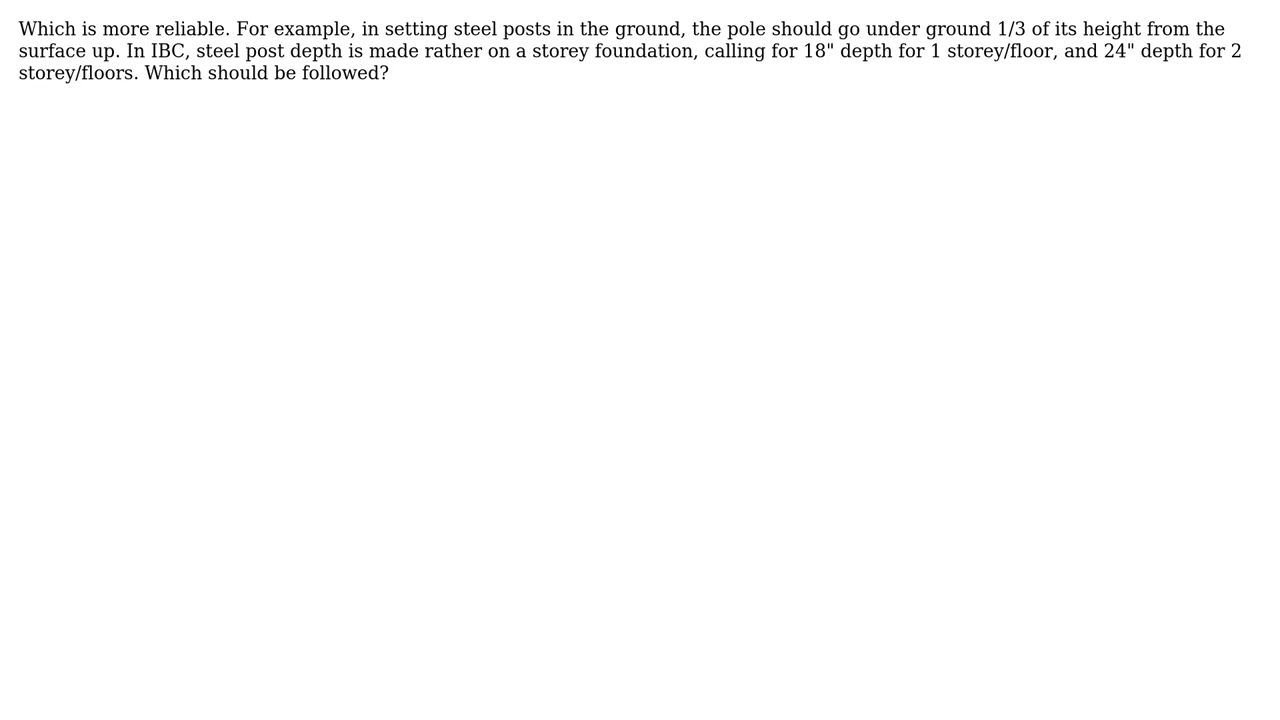 Which is more reliable. For example, in setting steel posts in the ground, the pole should go under ground 1/3 of its height from the
surface up. In IBC, steel post depth is made rather on a storey foundation, calling for 18" depth for 1 storey/floor, and 24" depth for 2
storey/floors. Which should be followed?